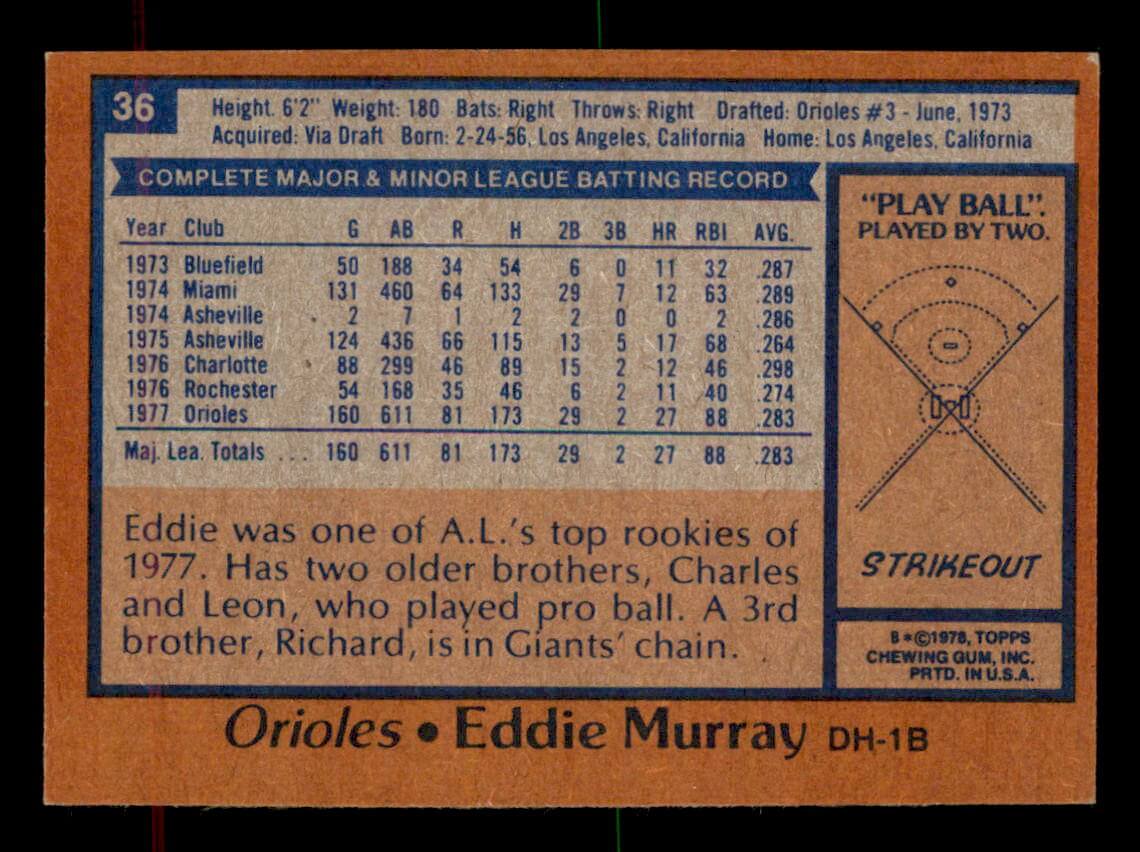 36
Height. 6'2" Weight: 180 Bats: Right Throws: Right Drafted: Orioles #3 - June, 1973
Acquired: Via Draft Born: 2-24-56, Los Angeles, California Home: Los Angeles, California
COMPLETE MAJOR & MINOR LEAGUE BATTING RECORD
Year Club G AB R H 2B 3B HR RBI AVG.
1973 Bluefield 50 188 34 54 6 0 11 32 .287
1974 Miami 131 460 64 133 29 7 12 63 .289
1974 Asheville 2 7 1 2 2 0 0 2 .286
1975 Asheville 124 436 66 115 13 5 17 68 .264
1976 Charlotte 88 299 46 89 15 2 12 46 .298
1976 Rochester 54 168 35 46 6 2 11 40 .274
1977 Orioles 160 611 81 173 29 2 27 88 .283
Maj. Lea. Totals ... 160 611 81 173 29 2 27 88 .283
Eddie was one of A.L.'s top rookies of
1977. Has two older brothers, Charles
and Leon, who played pro ball. A 3rd
brother, Richard, is in Giants' chain.
"PLAY BALL".
PLAYED BY TWO.
STRIKEOUT
B*©1978, TOPPS
CHEWING GUM, INC.
PRTD. IN U.S.A.
Orioles • Eddie Murray DH-1B